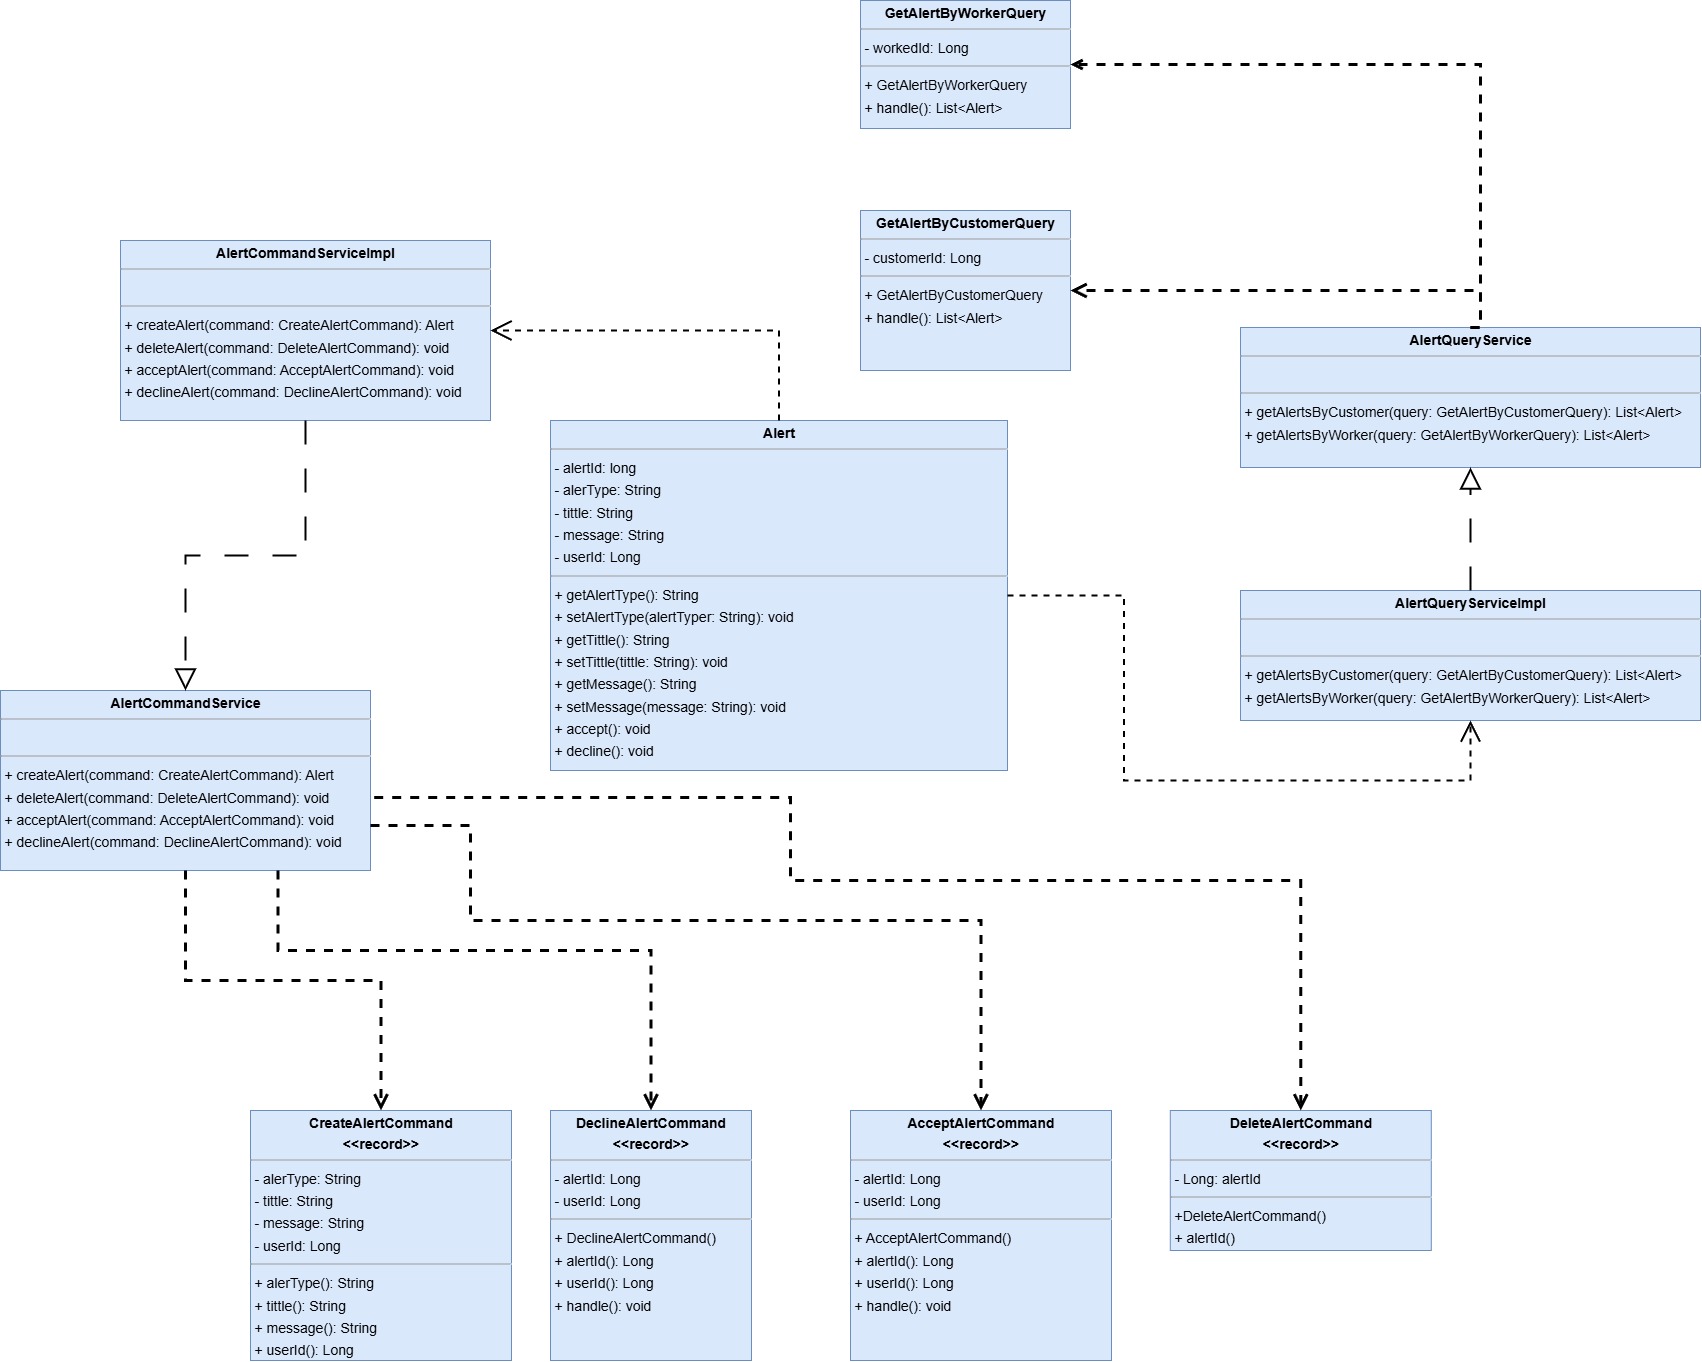 GetAlertByWorkerQuery
- workedId: Long
+ GetAlertByWorkerQuery
+ handle(): List<Alert>
GetAlertByCustomerQuery
- customerId: Long
+ GetAlertByCustomerQuery
+ handle(): List<Alert>
AlertCommandServiceImpl
+ createAlert(command: CreateAlertCommand): Alert
+ deleteAlert(command: DeleteAlertCommand): void
+ acceptAlert(command: AcceptAlertCommand): void
+ declineAlert(command: DeclineAlertCommand): void
AlertQueryService
+ getAlertsByCustomer(query: GetAlertByCustomerQuery): List<Alert>
+ getAlertsByWorker(query: GetAlertByWorkerQuery): List<Alert>
Alert
- alertId: long
- alerType: String
- tittle: String
- message: String
- userId: Long
+ getAlertType(): String
+ setAlertType(alertTyper: String): void
+ getTittle(): String
+ setTittle(tittle: String): void
+ getMessage(): String
+ setMessage(message: String): void
+ accept(): void
+ decline(): void
AlertQueryServiceImpl
+ getAlertsByCustomer(query: GetAlertByCustomerQuery): List<Alert>
+ getAlertsByWorker(query: GetAlertByWorkerQuery): List<Alert>
AlertCommandService
+ createAlert(command: CreateAlertCommand): Alert
+ deleteAlert(command: DeleteAlertCommand): void
+ acceptAlert(command: AcceptAlertCommand): void
+ declineAlert(command: DeclineAlertCommand): void
CreateAlertCommand
<<record>>
- alerType: String
- tittle: String
- message: String
- userId: Long
+ alerType(): String
+ tittle(): String
+ message(): String
+ userId(): Long
DeclineAlertCommand
<<record>>
- alertId: Long
- userId: Long
+ DeclineAlertCommand()
+ alertId(): Long
+ userId(): Long
+ handle(): void
AcceptAlertCommand
<<record>>
- alertId: Long
- userId: Long
+ AcceptAlertCommand()
+ alertId(): Long
+ userId(): Long
+ handle(): void
DeleteAlertCommand
<<record>>
- Long: alertId
+DeleteAlertCommand()
+ alertId()